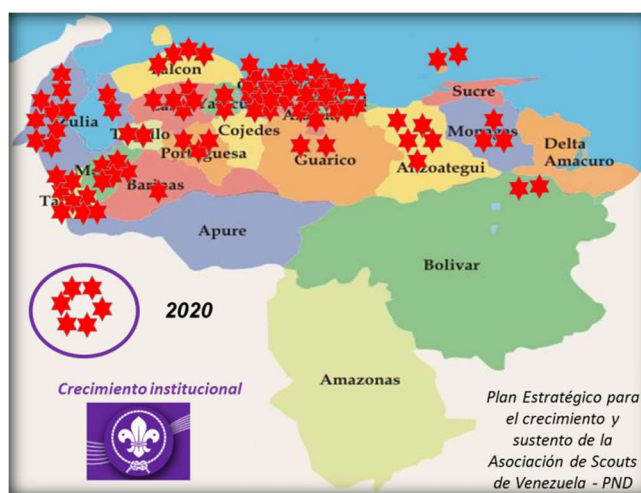 Sucre
Zulia
Cojedes
Portuguesa
Guarico
Anzoategui
Monagas
Delta
Amacuro
Barinas
Apure
Bolivar
Amazonas
2020
Crecimiento institucional
Plan Estratégico para
el crecimiento y
sustento de la
Asociación de Scouts
de Venezuela - PND